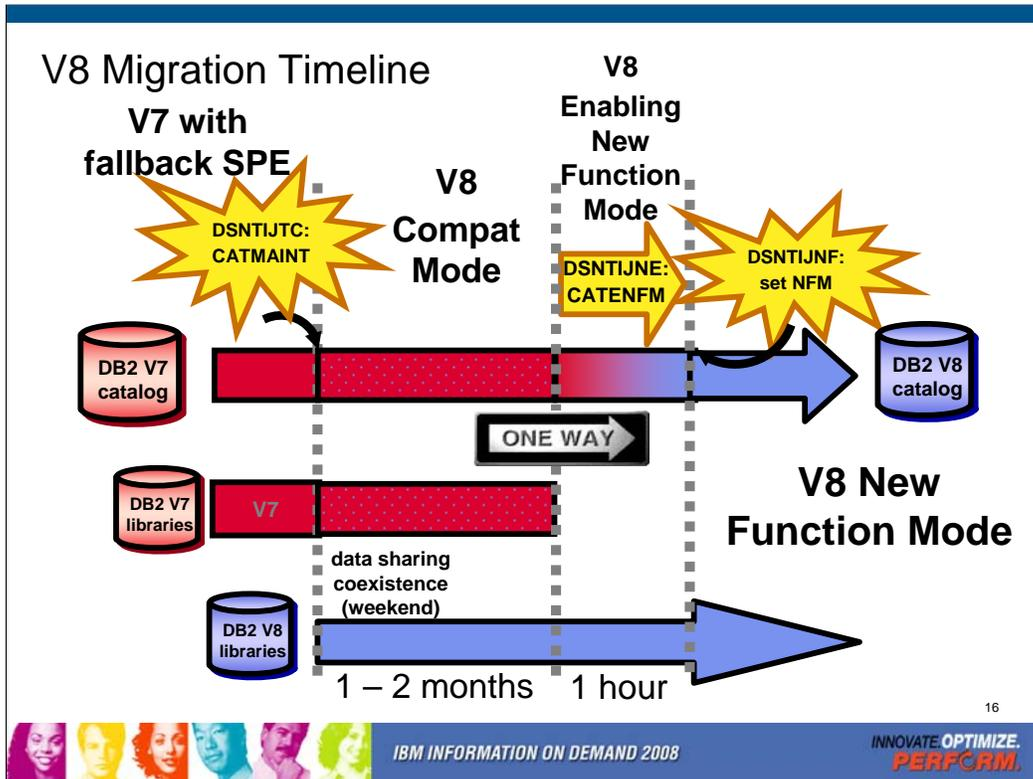 V8 Migration Timeline
V7 with
fallback SPE
V8
Compat
Mode
V8
Enabling
New
Function
Mode
DSNTIJTC:
CATMAINT
DSNTIJNE:
CATENFM
DSNTIJNF:
set NFM
DB2 V7
catalog
DB2 V8
catalog
ONE WAY
DB2 V7
libraries
V7
V8 New
Function Mode
data sharing
coexistence
(weekend)
DB2 V8
libraries
1 – 2 months
1 hour
16
IBM INFORMATION ON DEMAND 2008
INNOVATE.OPTIMIZE.
PERFORM.